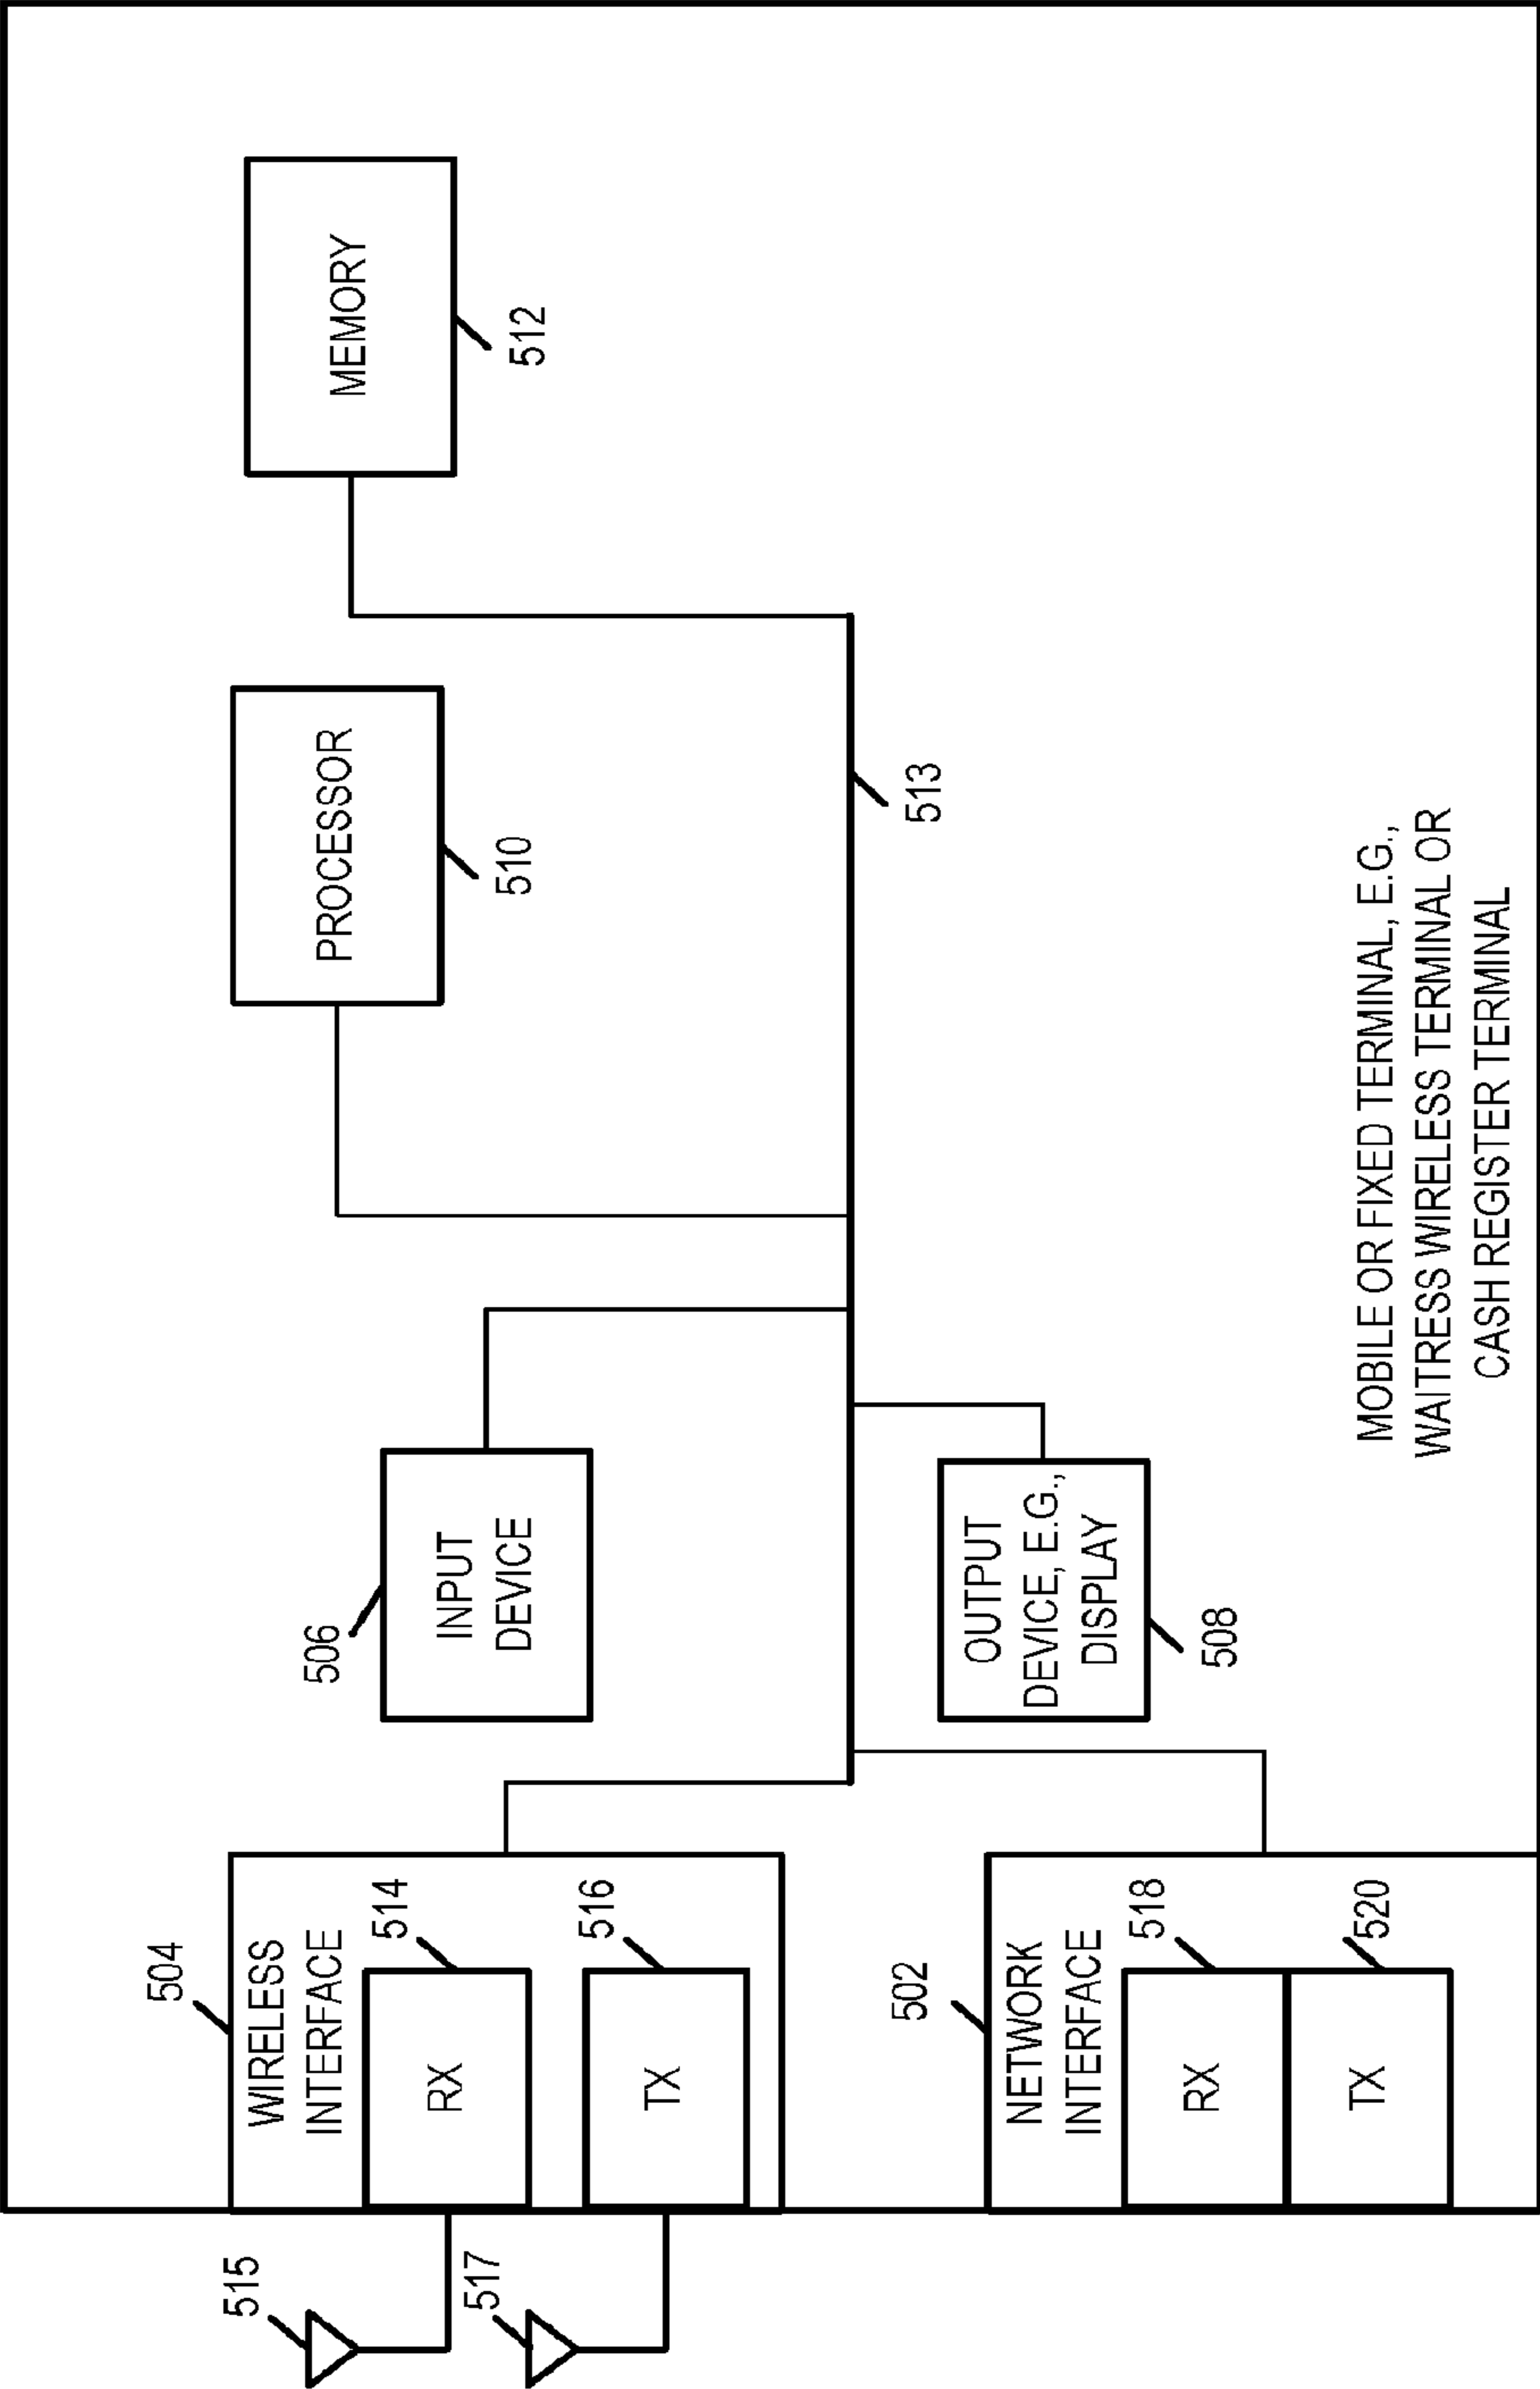 504
WIRELESS
INTERFACE
514
RX
516
TX
515
517
506
INPUT
DEVICE
PROCESSOR
510
MEMORY
512
513
502
NETWORK
INTERFACE
518
RX
520
TX
OUTPUT
DEVICE, E.G.,
DISPLAY
508
MOBILE OR FIXED TERMINAL, E.G.,
WAITRESS WIRELESS TERMINAL OR
CASH REGISTER TERMINAL